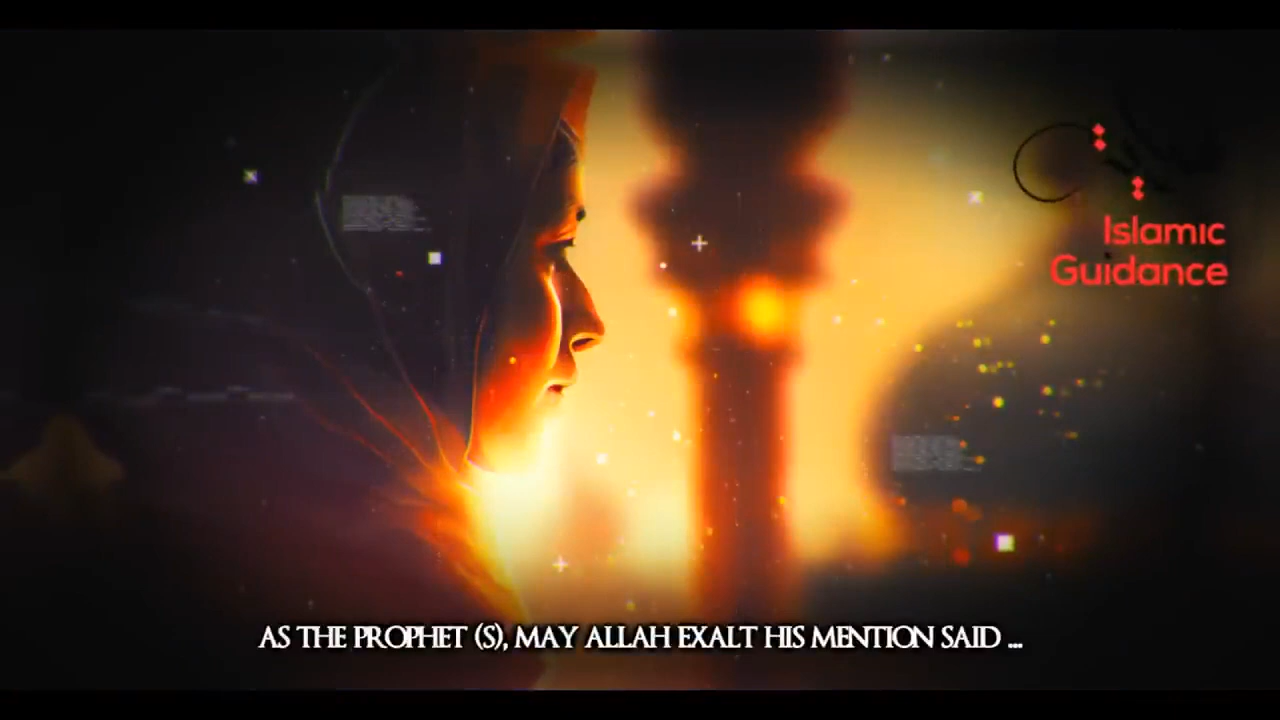 Islamic
Guidance
AS THE PROPHET (S), MAY ALLAH EXALT HIS MENTION SAID ...